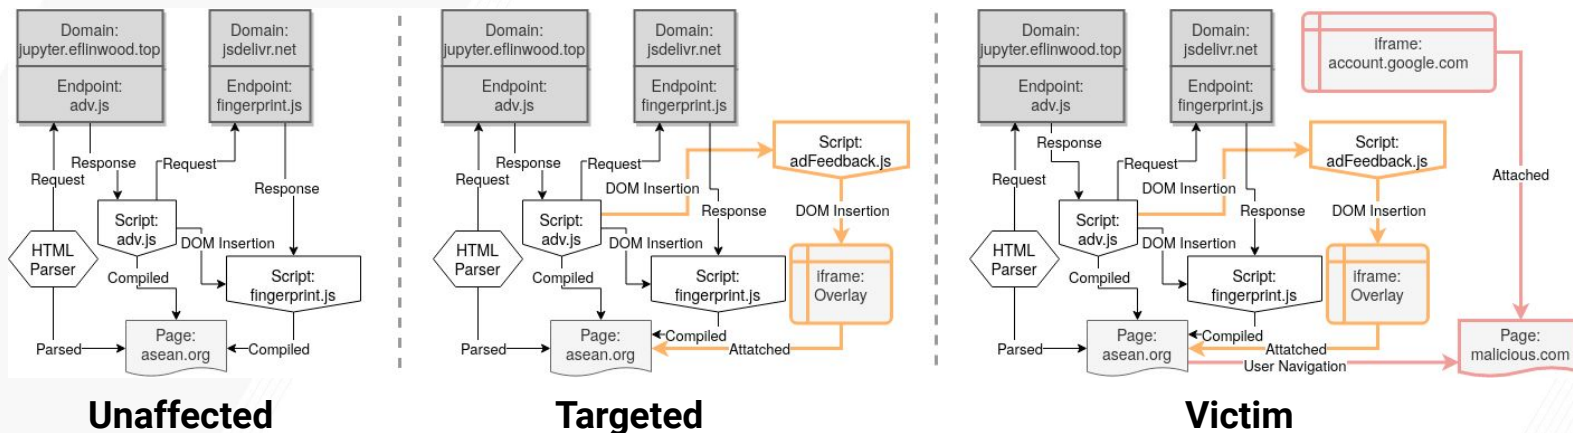 Domain:
jupyter.eflinwood.top
Endpoint:
adv.js
Domain:
jsdelivr.net
Endpoint:
fingerprint.js
Request
Response
Request
Response
Script:
adv.js
DOM Insertion
HTML
Parser
Compiled
Script:
fingerprint.js
Parsed
Page:
asean.org
Compiled
Unaffected
Domain:
jupyter.eflinwood.top
Endpoint:
adv.js
Domain:
jsdelivr.net
Endpoint:
fingerprint.js
Script:
adFeedback.js
Request
Response
Request
DOM Insertion
Response
DOM Insertion
Script:
adv.js
DOM Insertion
HTML
Parser
Compiled
Script:
fingerprint.js
iframe:
Overlay
Parsed
Page:
asean.org
Compiled
Attatched
Targeted
Domain:
jupyter.eflinwood.top
Endpoint:
adv.js
Domain:
jsdelivr.net
Endpoint:
fingerprint.js
iframe:
account.google.com
Script:
adFeedback.js
Request
Response
Request
DOM Insertion
Response
DOM Insertion
Attached
Script:
adv.js
DOM Insertion
HTML
Parser
Compiled
Script:
fingerprint.js
iframe:
Overlay
Parsed
Page:
asean.org
Compiled
Attatched
User Navigation
Page:
malicious.com
Victim